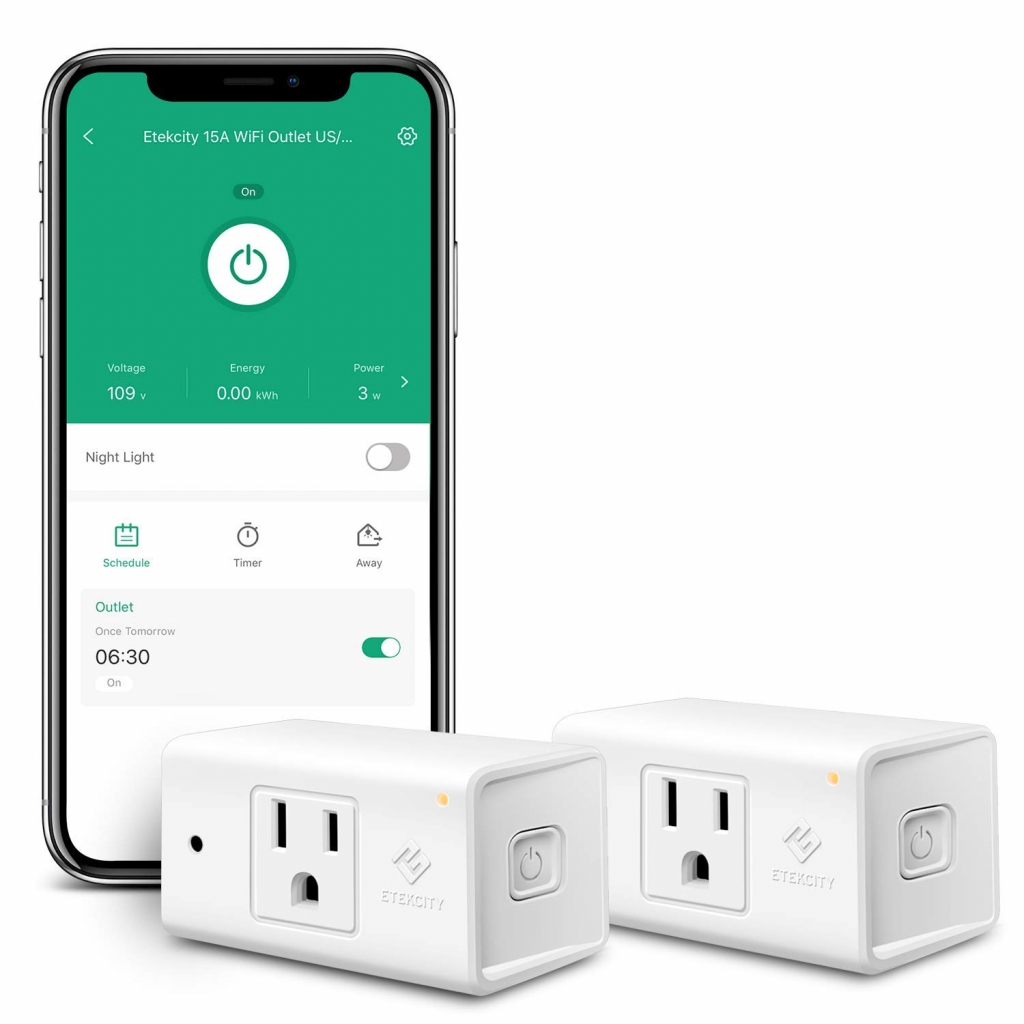 Etekcity 15A WiFi Outlet US/...
On
Voltage Energy Power
109 v 0.00 kWh 3 w
Night Light
Schedule Timer Away
Outlet
Once Tomorrow
06:30
On
ETEKCITY
ETEKCITY